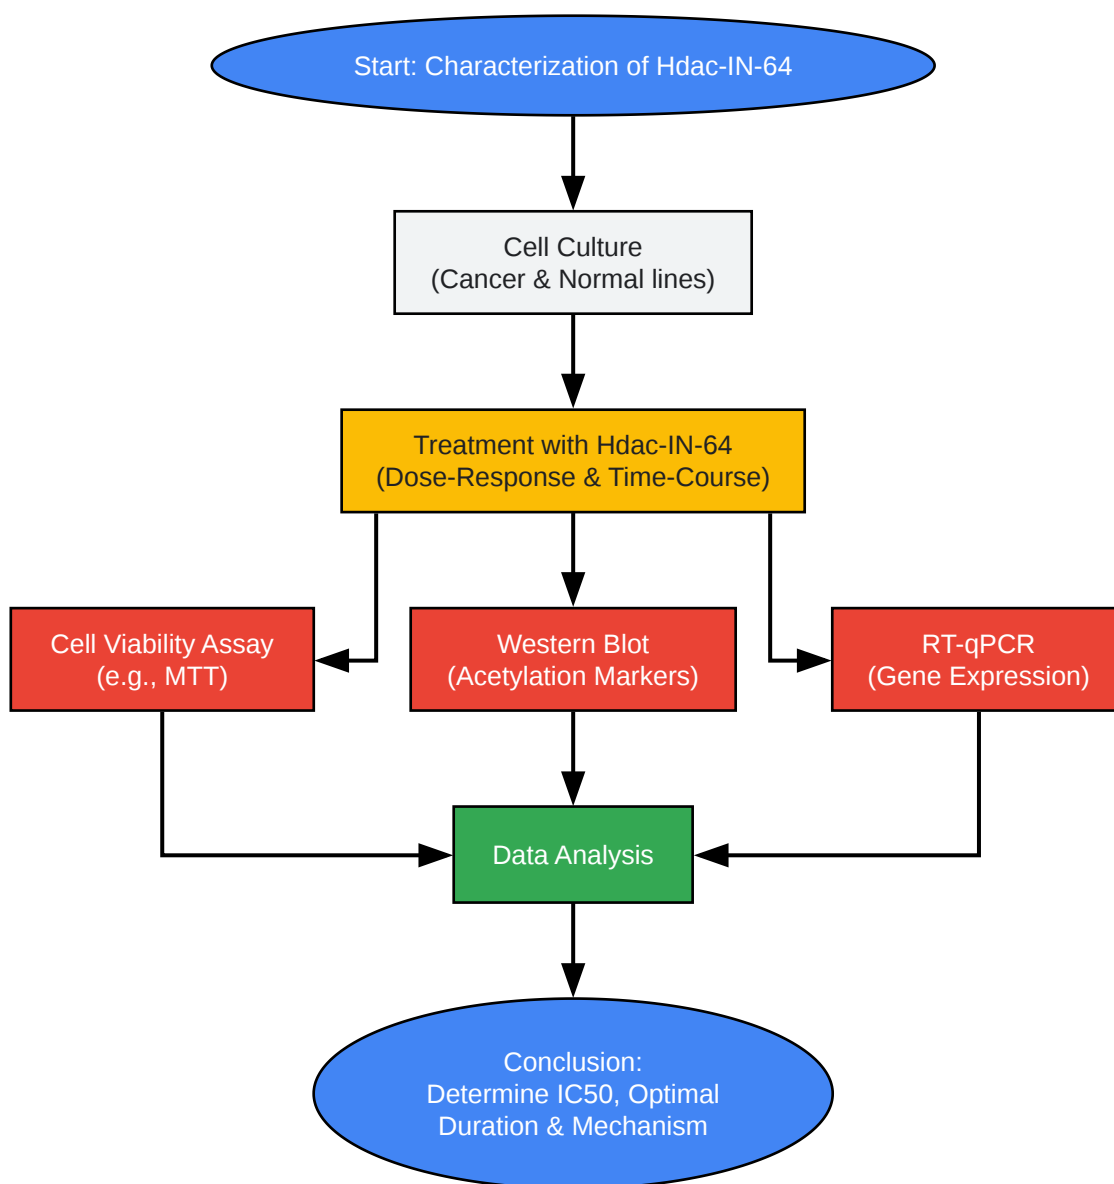 Start: Characterization of Hdac-IN-64
Cell Culture
(Cancer & Normal lines)
Treatment with Hdac-IN-64
(Dose-Response & Time-Course)
Cell Viability Assay
(e.g., MTT)
Western Blot
(Acetylation Markers)
RT-qPCR
(Gene Expression)
Data Analysis
Conclusion:
Determine IC50, Optimal
Duration & Mechanism